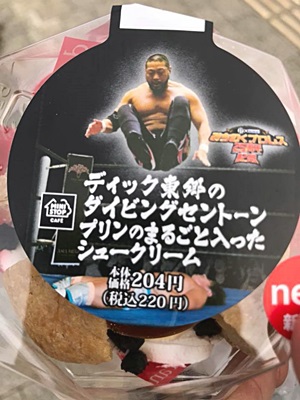 ディック東郷の
ダイビングセントーン
プリンのまるごと入った
シュークリーム
MINI
STOP
CAFE
本体
価格204円
(税込220円)
ne
新